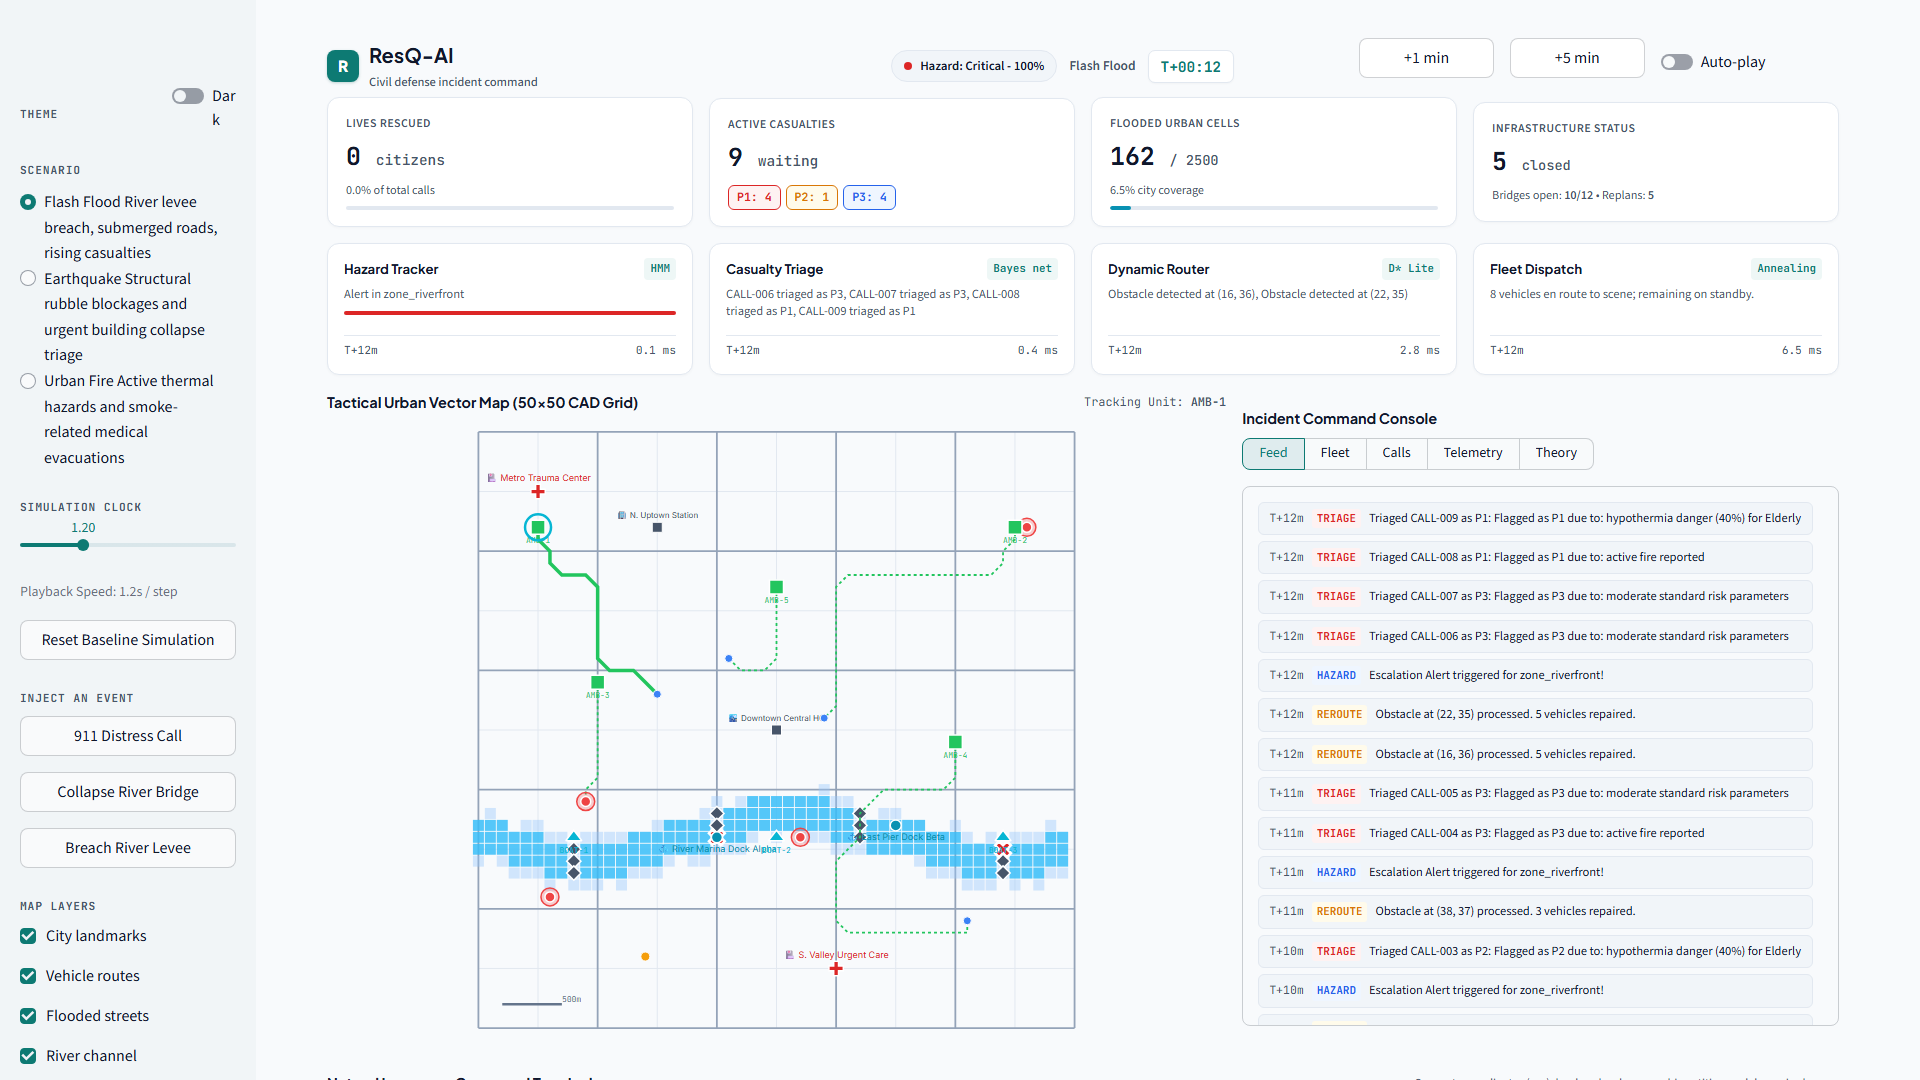 Dar
k
THEME
SCENARIO
Flash Flood River levee
breach, submerged roads,
rising casualties
Earthquake Structural
rubble blockages and
urgent building collapse
triage
Urban Fire Active thermal
hazards and smoke-
related medical
evacuations
SIMULATION CLOCK
1.20
Playback Speed: 1.2s / step
Reset Baseline Simulation
INJECT AN EVENT
911 Distress Call
Collapse River Bridge
Breach River Levee
MAP LAYERS
City landmarks
Vehicle routes
Flooded streets
River channel
R
ResQ-AI
Civil defense incident command
Hazard: Critical - 100%
Flash Flood
T+00:12
+1 min
+5 min
Auto-play
LIVES RESCUED
0 citizens
0.0% of total calls
ACTIVE CASUALTIES
9 waiting
P1: 4 P2: 1 P3: 4
FLOODED URBAN CELLS
162 / 2500
6.5% city coverage
INFRASTRUCTURE STATUS
5 closed
Bridges open: 10/12 • Replans: 5
Hazard Tracker HMM
Alert in zone_riverfront
T+12m 0.1 ms
Casualty Triage Bayes net
CALL-006 triaged as P3, CALL-007 triaged as P3, CALL-008
triaged as P1, CALL-009 triaged as P1
T+12m 0.4 ms
Dynamic Router D* Lite
Obstacle detected at (16, 36), Obstacle detected at (22, 35)
T+12m 2.8 ms
Fleet Dispatch Annealing
8 vehicles en route to scene; remaining on standby.
T+12m 6.5 ms
Tactical Urban Vector Map (50×50 CAD Grid)
Tracking Unit: AMB-1
Metro Trauma Center
N. Uptown Station
AMB-2
AMB-5
AMB-3
Downtown Central H
AMB-4
East Pier Dock Beta
River Marina Dock Alpha
S. Valley Urgent Care
500m
Incident Command Console
Feed Fleet Calls Telemetry Theory
T+12m TRIAGE Triaged CALL-009 as P1: Flagged as P1 due to: hypothermia danger (40%) for Elderly
T+12m TRIAGE Triaged CALL-008 as P1: Flagged as P1 due to: active fire reported
T+12m TRIAGE Triaged CALL-007 as P3: Flagged as P3 due to: moderate standard risk parameters
T+12m TRIAGE Triaged CALL-006 as P3: Flagged as P3 due to: moderate standard risk parameters
T+12m HAZARD Escalation Alert triggered for zone_riverfront!
T+12m REROUTE Obstacle at (22, 35) processed. 5 vehicles repaired.
T+12m REROUTE Obstacle at (16, 36) processed. 5 vehicles repaired.
T+11m TRIAGE Triaged CALL-005 as P3: Flagged as P3 due to: moderate standard risk parameters
T+11m TRIAGE Triaged CALL-004 as P3: Flagged as P3 due to: active fire reported
T+11m HAZARD Escalation Alert triggered for zone_riverfront!
T+11m REROUTE Obstacle at (38, 37) processed. 3 vehicles repaired.
T+10m TRIAGE Triaged CALL-003 as P2: Flagged as P2 due to: hypothermia danger (40%) for Elderly
T+10m HAZARD Escalation Alert triggered for zone_riverfront!